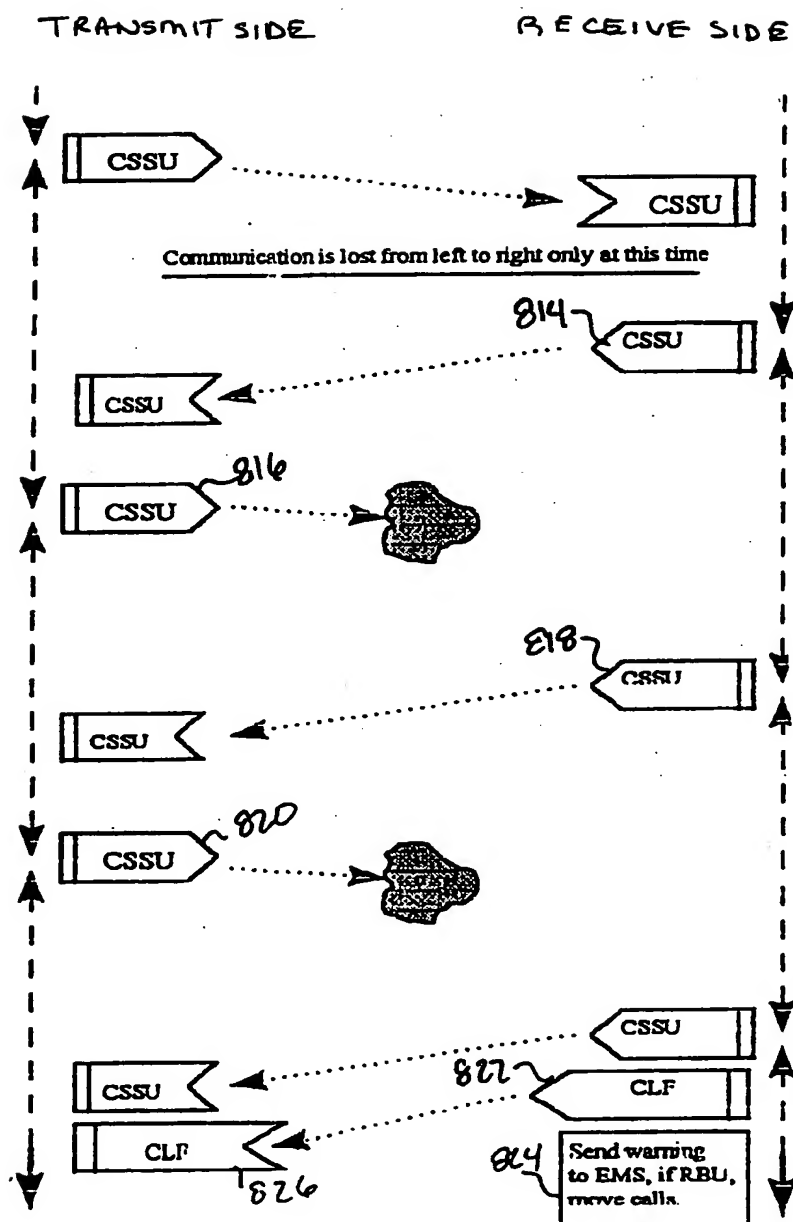 TRANSMIT SIDE
RECEIVE SIDE
CSSU
CSSU
Communication is lost from left to right only at this time
814
CSSU
CSSU
816
CSSU
818
CSSU
CSSU
820
CSSU
CSSU
CSSU
822
CLF
CLF
826
824
Send warning
to EMS, if RBU,
move calls.